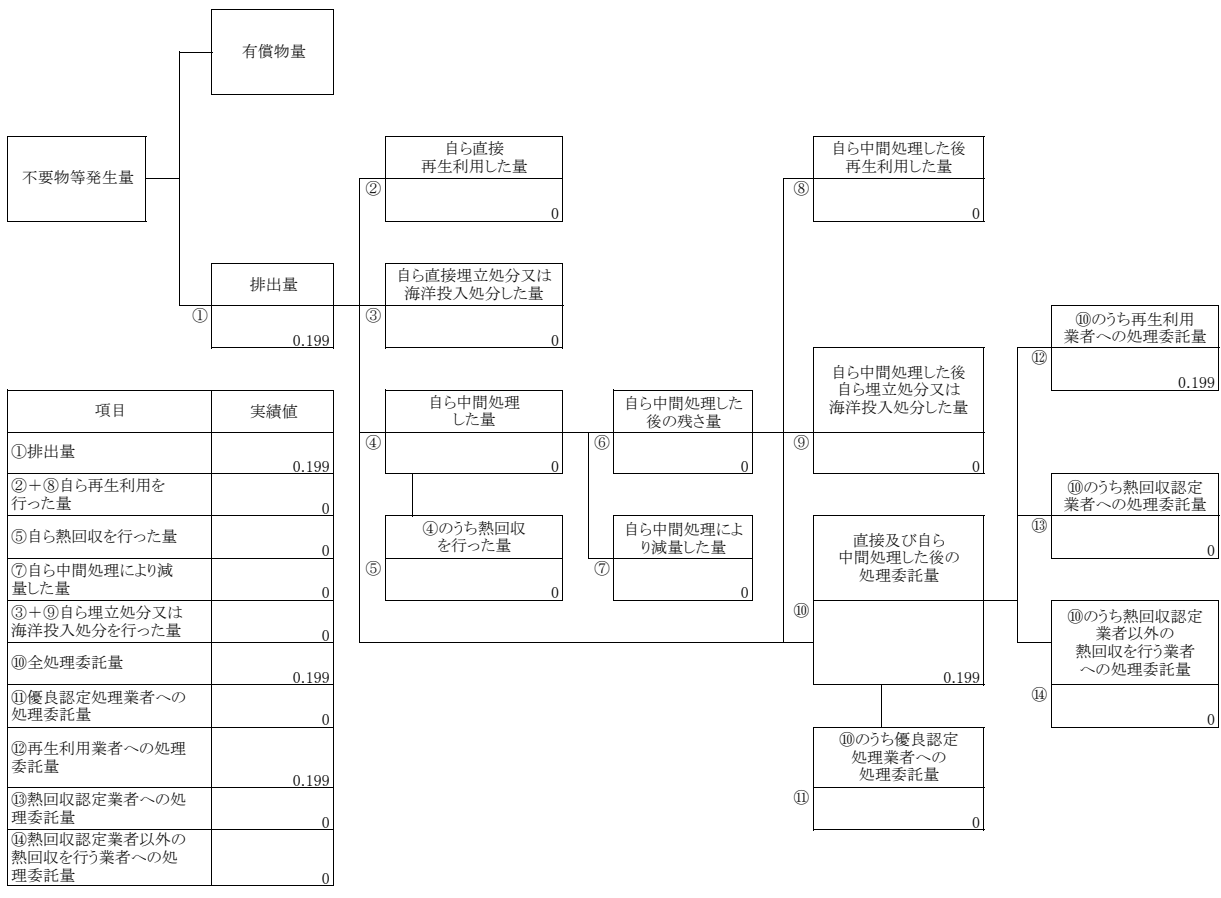 有償物量
不要物等発生量
排出量
①
0.199
自ら直接
再生利用した量
②
0
自ら直接埋立処分又は
海洋投入処分した量
③
0
自ら中間処理
した量
④
0
④のうち熱回収
を行った量
⑤
0
自ら中間処理した
後の残さ量
⑥
0
自ら中間処理によ
り減量した量
⑦
0
自ら中間処理した後
再生利用した量
⑧
0
自ら中間処理した後
自ら埋立処分又は
海洋投入処分した量
⑨
0
直接及び自ら
中間処理した後の
処理委託量
⑩
0.199
⑩のうち優良認定
処理業者への
処理委託量
⑪
0
⑩のうち再生利用
業者への処理委託量
⑫
0.199
⑩のうち熱回収認定
業者への処理委託量
⑬
0
⑩のうち熱回収認定
業者以外の
熱回収を行う業者
への処理委託量
⑭
0
項目 実績値
①排出量
0.199
②+⑧自ら再生利用を
行った量
0
⑤自ら熱回収を行った量
0
⑦自ら中間処理により減
量した量
0
③+⑨自ら埋立処分又は
海洋投入処分を行った量
0
⑩全処理委託量
0.199
⑪優良認定処理業者への
処理委託量
0
⑫再生利用業者への処理
委託量
0.199
⑬熱回収認定業者への処
理委託量
0
⑭熱回収認定業者以外の
熱回収を行う業者への処
理委託量
0